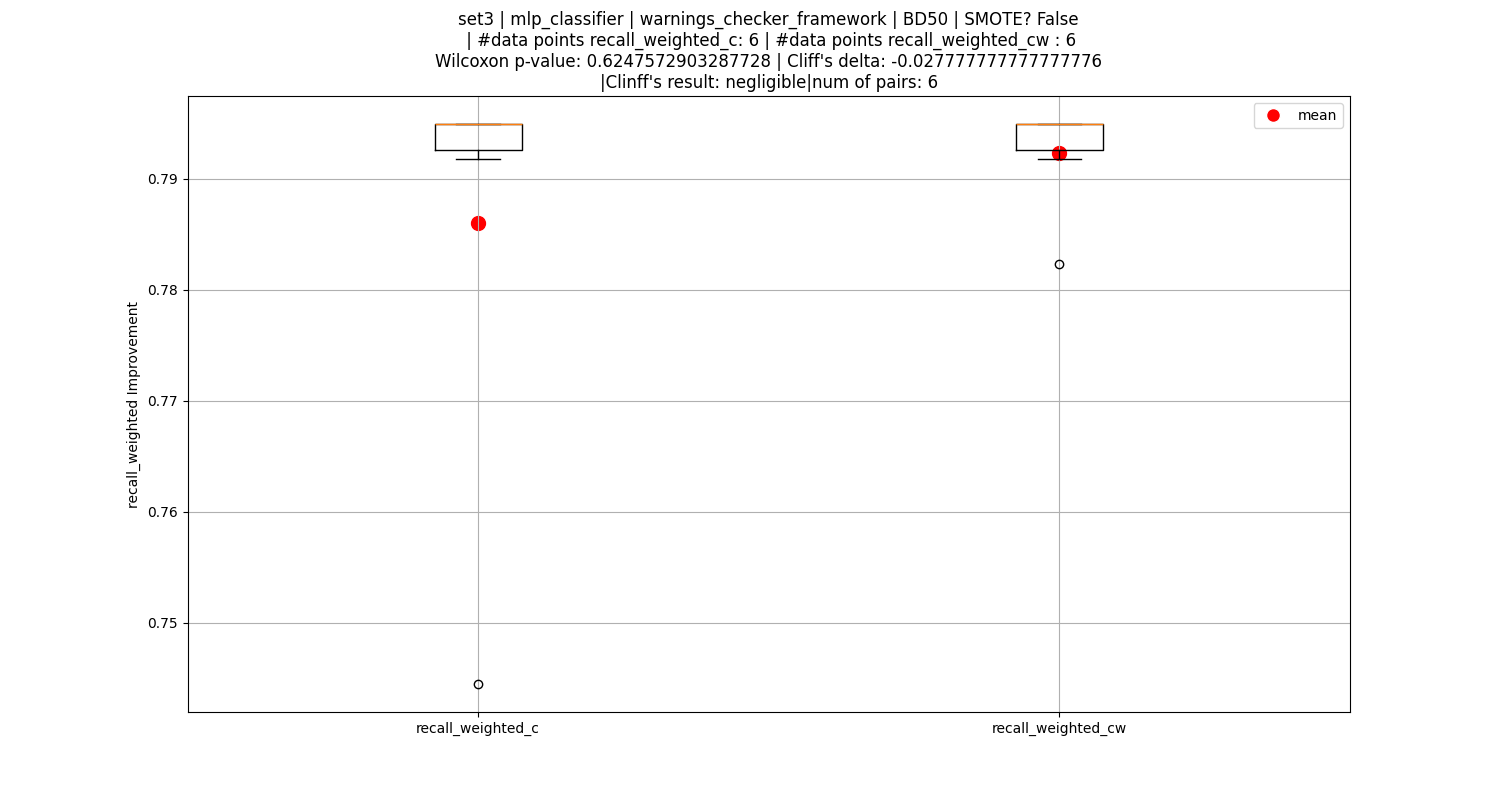 set3 | mlp_classifier | warnings_checker_framework | BD50 | SMOTE? False
| #data points recall_weighted_c: 6 | #data points recall_weighted_cw : 6
Wilcoxon p-value: 0.6247572903287728 | Cliff's delta: -0.027777777777777776
|Clinff's result: negligible|num of pairs: 6
mean
0.79
0.78
0.77
0.76
0.75
recall_weighted Improvement
recall_weighted_c
recall_weighted_cw